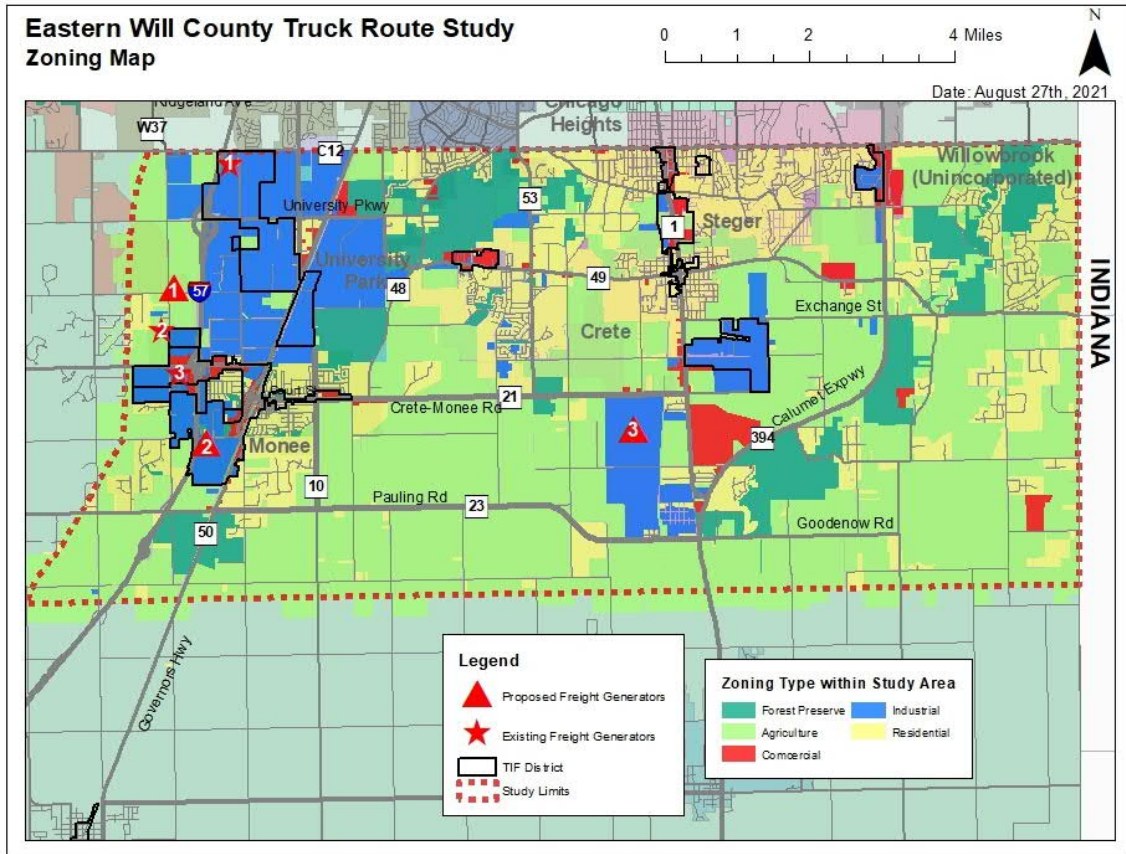 Eastern Will County Truck Route Study
Zoning Map
0 1 2 4 Miles
N
Date: August 27th, 2021
Ridgeland Ave
Chicago
Heights
W37
C12
1
Willowbrook
(Unincorporated)
University Pkwy
53
1
Steger
University
Park
1
57
48
49
INDIANA
2
Exchange St
Crete
3
21
Crete-Monee Rd
Calumet Expwy
3
394
2
Monee
10
Pauling Rd
23
Goodenow Rd
50
Governors Hwy
Legend
Proposed Freight Generators
Existing Freight Generators
TIF District
Study Limits
Zoning Type within Study Area
Forest Preserve
Industrial
Agriculture
Residential
Comcercial